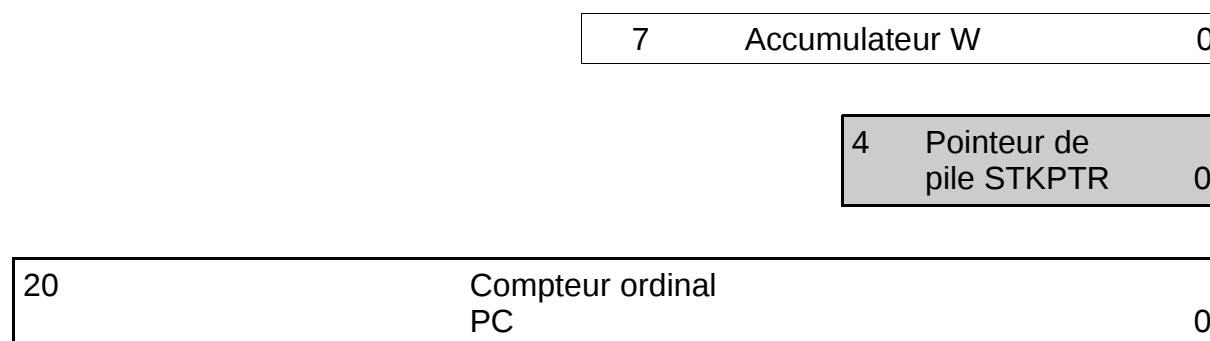 7 Accumulateur W 0
4 Pointeur de
pile STKPTR 0
20 Compteur ordinal
PC 0